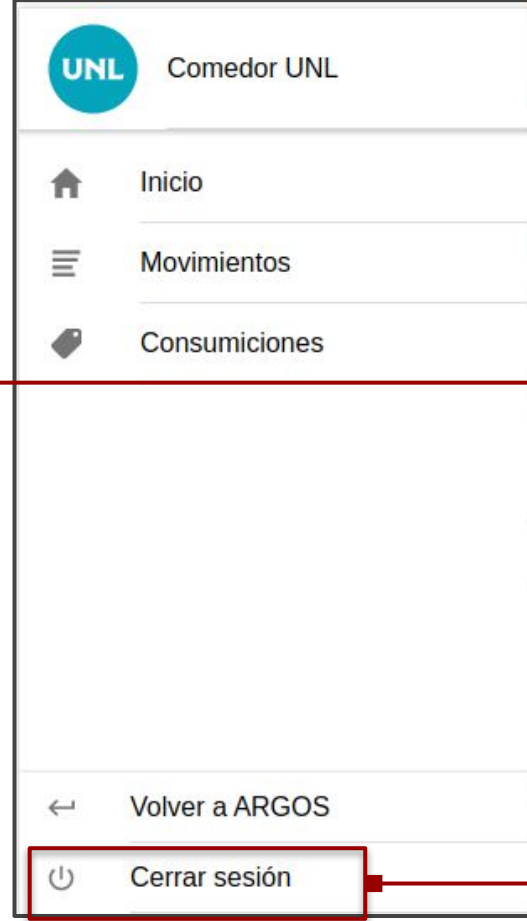 UNL
Comedor UNL
Inicio
Movimientos
Consumiciones
Volver a ARGOS
Cerrar sesión